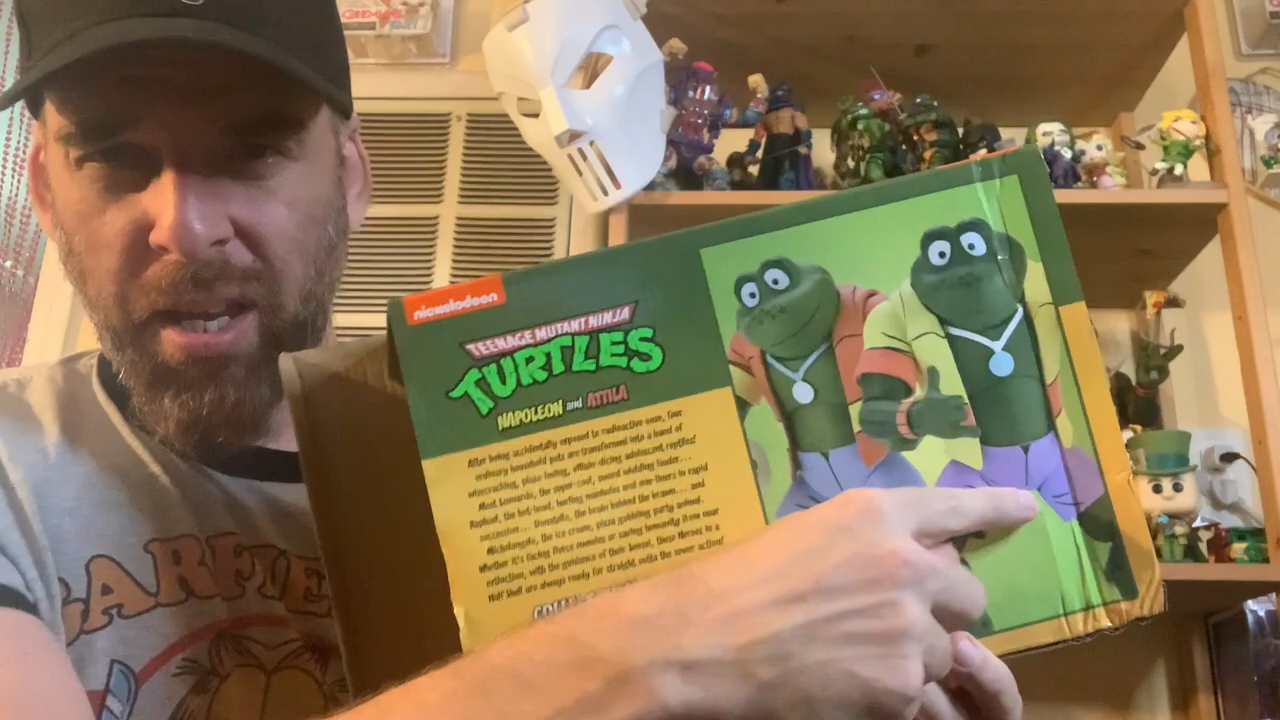 nickelodeon
TEENAGE MUTANT NINJA
TURTLES
NAPOLEON and ATTILA
After being accidentally exposed to radioactive ooze, four
ordinary household pets are transformed into a band of
wisecracking, pizza loving, villain-dicing adolescent reptiles!
Meet Leonardo, the super-cool, sword wielding leader...
Raphael, the hot-head, hurling manholes and one-liners in rapid
succession... Donatello, the brain behind the brawn... and
Michelangelo, the ice cream, pizza gobbling party animal.
Whether it's facing fierce enemies or saving humanity from near
extinction, with the guidance of their Sensei, these Heroes in a
Half Shell are always ready for straight outta the sewer action!
GARFIE